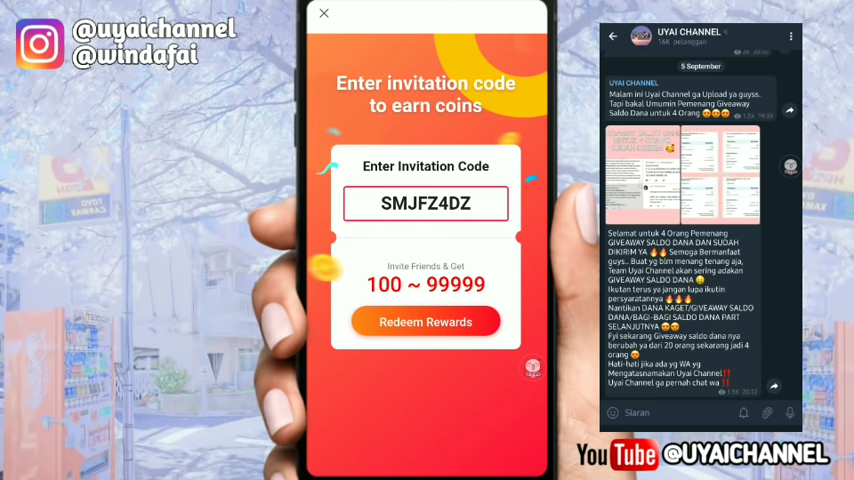 @uyaichannel
@windafai
Enter invitation code
to earn coins
Enter Invitation Code
SMJFZ4DZ
Invite Friends & Get
100 ~ 99999
Redeem Rewards
UYAI CHANNEL
16K pelanggan
5 September
UYAI CHANNEL
Malam ini Uyai Channel ga Upload ya guyss.
Tapi bakal Umumin Pemenang Giveaway
Saldo Dana untuk 4 Orang 😍😍😍
Selamat untuk 4 Orang Pemenang
GIVEAWAY SALDO DANA DAN SUDAH
DIKIRIM YA 🔥🔥 Semoga Bermanfaat
guys.. Buat yg blm menang tenang aja,
Team Uyai Channel akan sering adakan
GIVEAWAY SALDO DANA 😄
Ikutan terus ya jangan lupa ikutin
persyaratannya 🔥🔥🔥
Nantikan DANA KAGET/GIVEAWAY SALDO
DANA/BAGI-BAGI SALDO DANA PART
SELANJUTNYA 😍😍
Fyi sekarang Giveaway saldo dana nya
berubah ya dari 20 orang sekarang jadi 4
orang 😍
Hati-hati jika ada yg WA yg
Mengatasnamakan Uyai Channel‼️
Uyai Channel ga pernah chat wa ‼️
1.5K 20:22
Siaran
YouTube @UYAICHANNEL